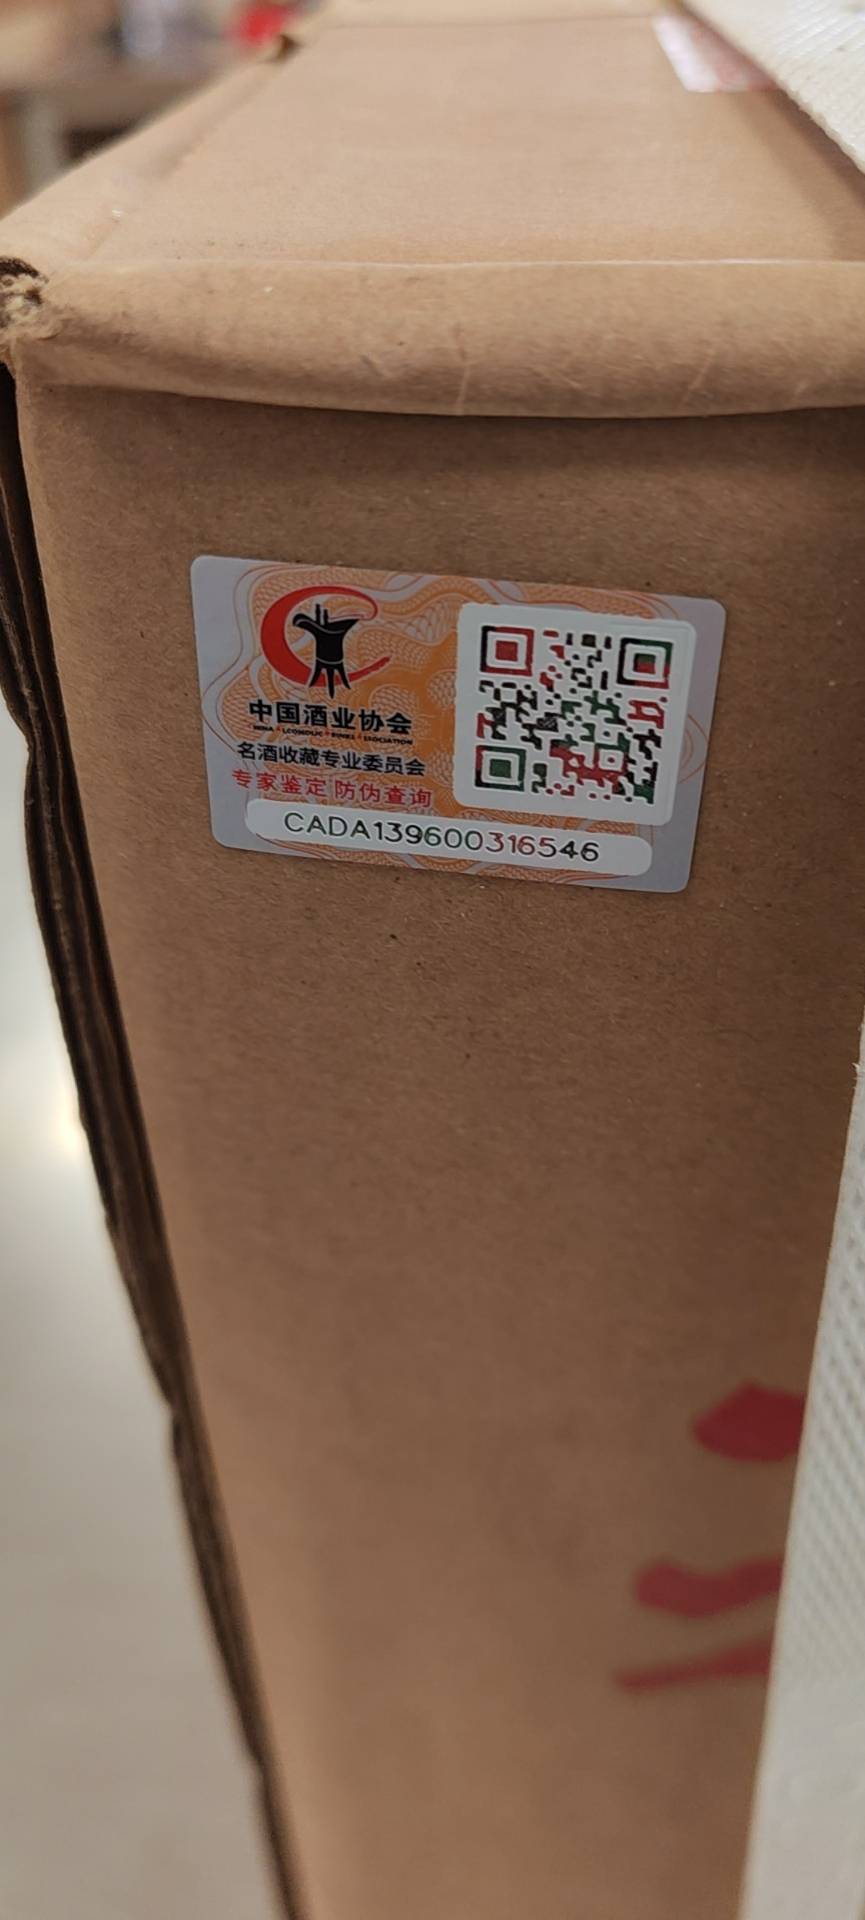 中国酒业协会
名酒收藏专业委员会
专家鉴定 防伪查询
CADA139600316546